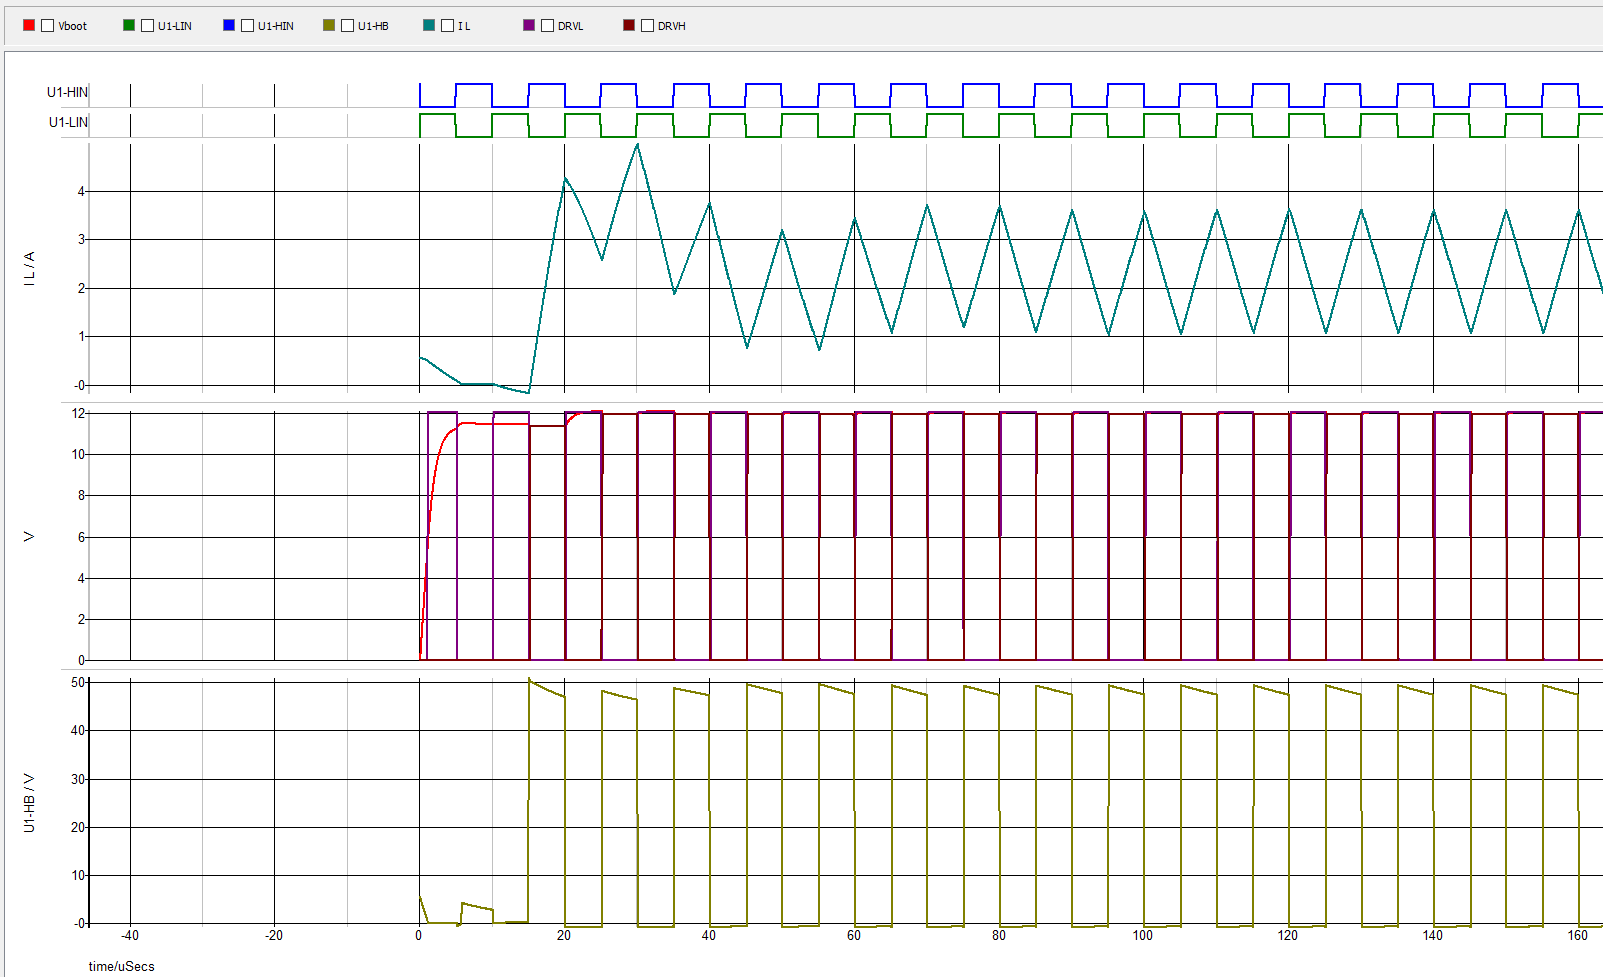 Vboot U1-LIN U1-HIN U1-HB I L DRVL DRVH
U1-HIN
U1-LIN
I L / A
4
3
2
1
-0
V
12
10
8
6
4
2
0
U1-HB / V
50
40
30
20
10
-0
-40 -20 0 20 40 60 80 100 120 140 160
time/uSecs